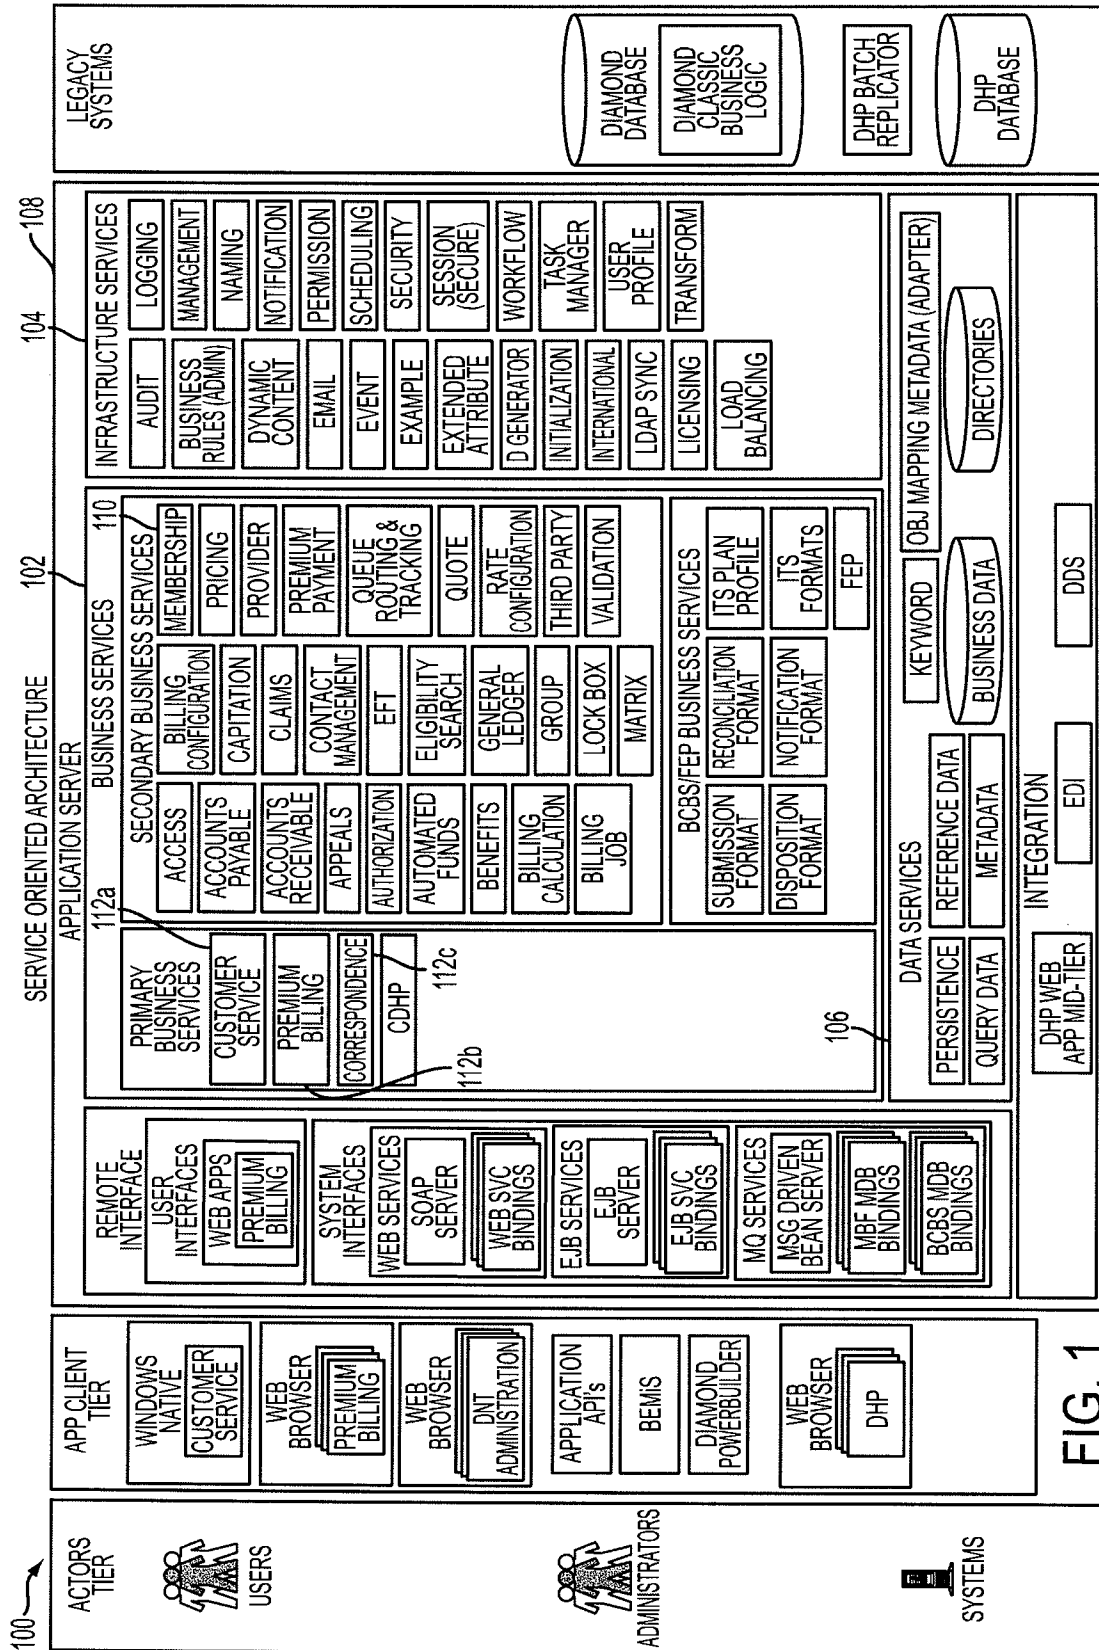 SERVICE ORIENTED ARCHITECTURE
100
ACTORS
TIER
USERS
ADMINISTRATORS
SYSTEMS
APP CLIENT
TIER
WINDOWS
NATIVE
CUSTOMER
SERVICE
WEB
BROWSER
PREMIUM
BILLING
WEB
BROWSER
DNT
ADMINISTRATION
APPLICATION
API's
BEMiS
DIAMOND
POWERBUILDER
WEB
BROWSER
DHP
APPLICATION SERVER
108
REMOTE
INTERFACE
USER
INTERFACES
WEB APPS
PREMIUM
BILLING
SYSTEM
INTERFACES
WEB SERVICES
SOAP
SERVER
WEB SVC
BINDINGS
EJB SERVICES
EJB
SERVER
EJB SVC
BINDINGS
MQ SERVICES
MSG DRIVEN
BEAN SERVER
MBF MDB
BINDINGS
BCBS MDB
BINDINGS
BUSINESS SERVICES
102
PRIMARY
BUSINESS
SERVICES
112a
CUSTOMER
SERVICE
PREMIUM
BILLING
112b
CORRESPONDENCE
112c
CDHP
SECONDARY BUSINESS SERVICES
110
ACCESS
ACCOUNTS
PAYABLE
ACCOUNTS
RECEIVABLE
APPEALS
AUTHORIZATION
AUTOMATED
FUNDS
BENEFITS
BILLING
CALCULATION
BILLING
JOB
BILLING
CONFIGURATION
CAPITATION
CLAIMS
CONTACT
MANAGEMENT
EFT
ELIGIBILITY
SEARCH
GENERAL
LEDGER
GROUP
LOCK BOX
MATRIX
MEMBERSHIP
PRICING
PROVIDER
PREMIUM
PAYMENT
QUEUE
ROUTING &
TRACKING
QUOTE
RATE
CONFIGURATION
THIRD PARTY
VALIDATION
BCBS/FEP BUSINESS SERVICES
SUBMISSION
FORMAT
DISPOSITION
FORMAT
RECONCILIATION
FORMAT
NOTIFICATION
FORMAT
ITS PLAN
PROFILE
ITS
FORMATS
FEP
INFRASTRUCTURE SERVICES
104
AUDIT
BUSINESS
RULES (ADMIN)
DYNAMIC
CONTENT
EMAIL
EVENT
EXAMPLE
EXTENDED
ATTRIBUTE
D GENERATOR
INITIALIZATION
INTERNATIONAL
LDAP SYNC
LICENSING
LOAD
BALANCING
LOGGING
MANAGEMENT
NAMING
NOTIFICATION
PERMISSION
SCHEDULING
SECURITY
SESSION
(SECURE)
WORKFLOW
TASK
MANAGER
USER
PROFILE
TRANSFORM
106
DATA SERVICES
PERSISTENCE
QUERY DATA
REFERENCE DATA
METADATA
KEYWORD
OBJ MAPPING METADATA (ADAPTER)
BUSINESS DATA
DIRECTORIES
INTEGRATION
DHP WEB
APP MID-TIER
EDI
DDS
LEGACY
SYSTEMS
DIAMOND
DATABASE
DIAMOND
CLASSIC
BUSINESS
LOGIC
DHP BATCH
REPLICATOR
DHP
DATABASE
FIG. 1